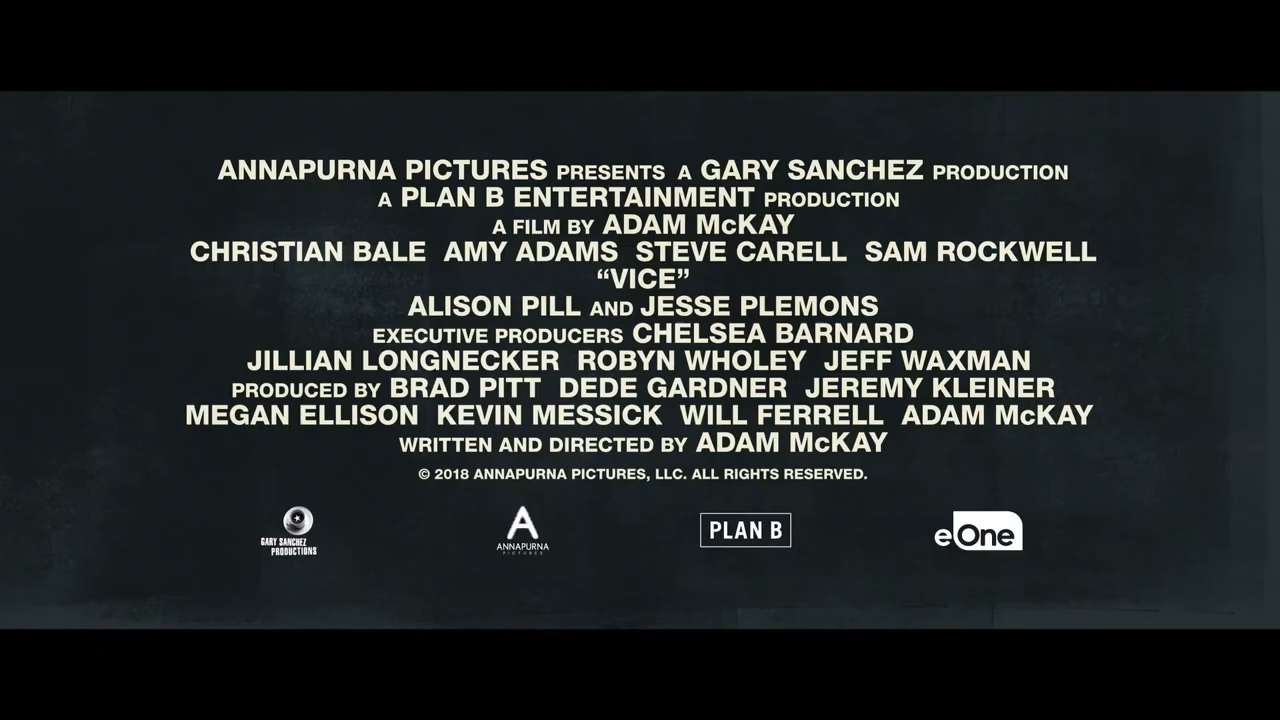 ANNAPURNA PICTURES PRESENTS A GARY SANCHEZ PRODUCTION
A PLAN B ENTERTAINMENT PRODUCTION
A FILM BY ADAM McKAY
CHRISTIAN BALE AMY ADAMS STEVE CARELL SAM ROCKWELL
“VICE”
ALISON PILL AND JESSE PLEMONS
EXECUTIVE PRODUCERS CHELSEA BARNARD
JILLIAN LONGNECKER ROBYN WHOLEY JEFF WAXMAN
PRODUCED BY BRAD PITT DEDE GARDNER JEREMY KLEINER
MEGAN ELLISON KEVIN MESSICK WILL FERRELL ADAM McKAY
WRITTEN AND DIRECTED BY ADAM McKAY
© 2018 ANNAPURNA PICTURES, LLC. ALL RIGHTS RESERVED.
GARY SANCHEZ
PRODUCTIONS
ANNAPURNA
PICTURES
PLAN B
eOne